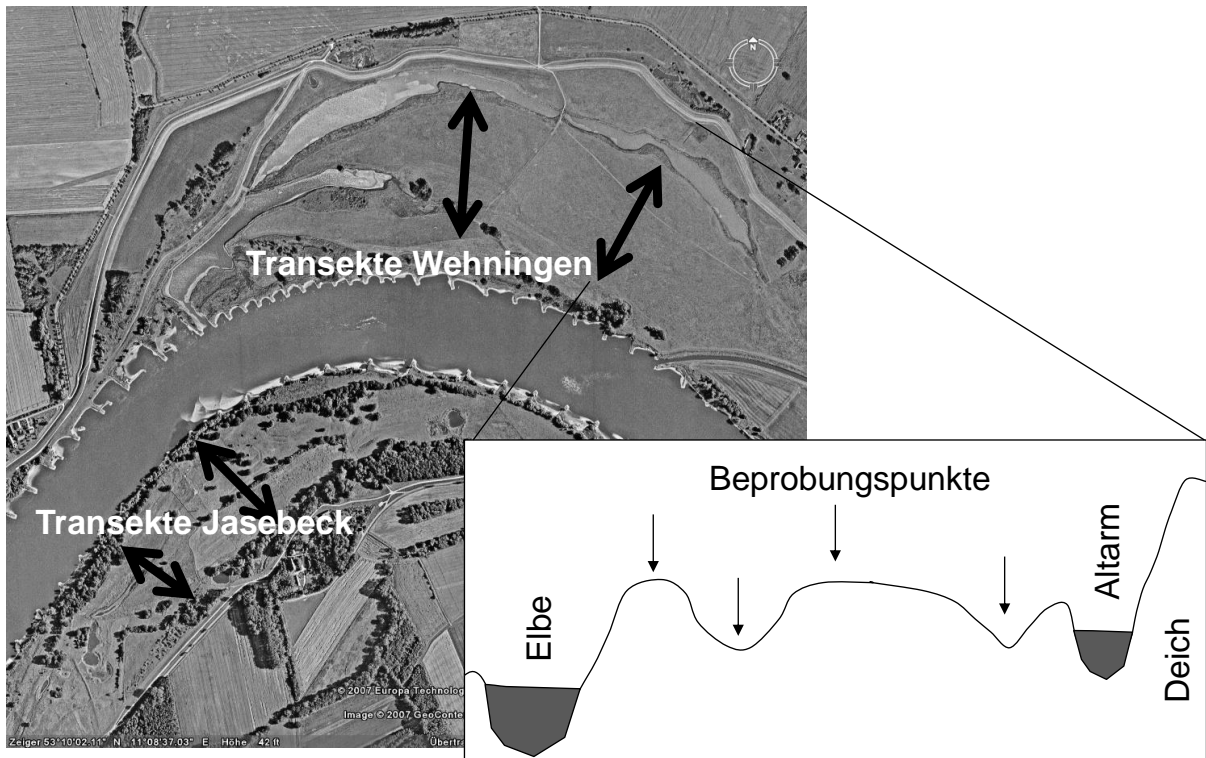 N
Transekte Wehningen
Transekte Jasebeck
© 2007 Europa Technolog
Image © 2007 GeoConte
Zeiger 53°10'02.11" N 11°08'37.03" E Höhe 42 ft
Übertra
Beprobungspunkte
Elbe
Altarm
Deich